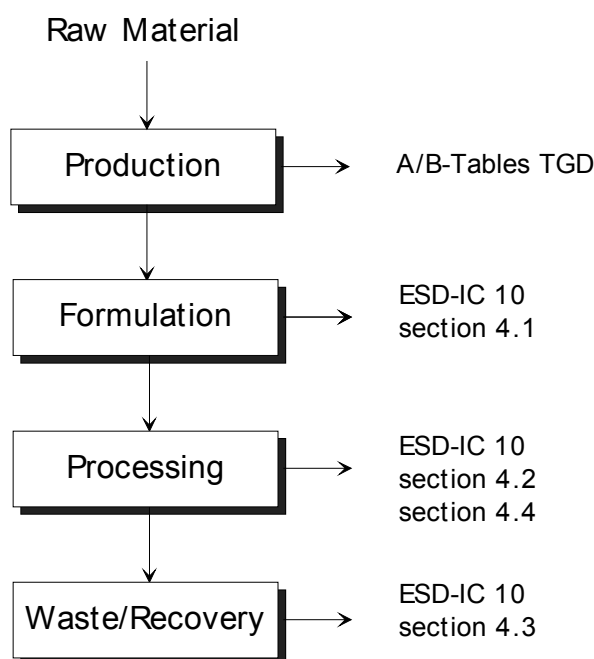 Raw Material
Production
A/B-Tables TGD
Formulation
ESD-IC 10
section 4.1
Processing
ESD-IC 10
section 4.2
section 4.4
Waste/Recovery
ESD-IC 10
section 4.3